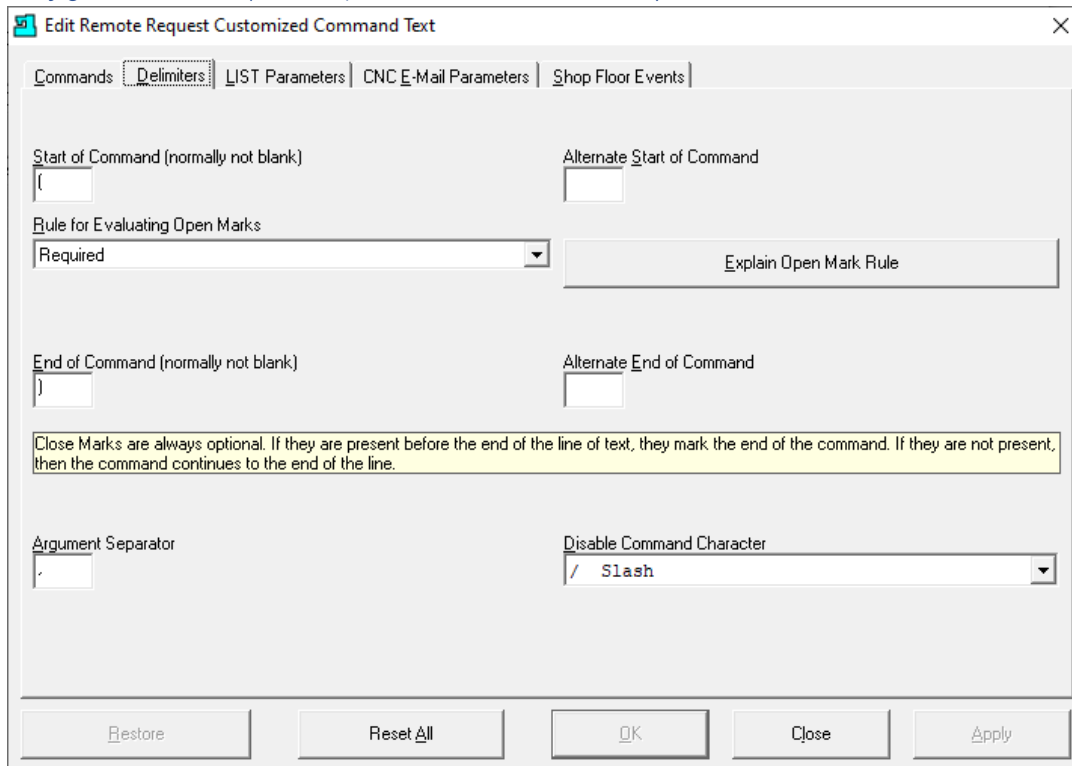 Edit Remote Request Customized Command Text
Commands Delimiters LIST Parameters CNC E-Mail Parameters Shop Floor Events
Start of Command (normally not blank) Alternate Start of Command
(
Rule for Evaluating Open Marks
Required Explain Open Mark Rule
End of Command (normally not blank) Alternate End of Command
)
Close Marks are always optional. If they are present before the end of the line of text, they mark the end of the command. If they are not present,
then the command continues to the end of the line.
Argument Separator Disable Command Character
, / Slash
Restore Reset All OK Close Apply